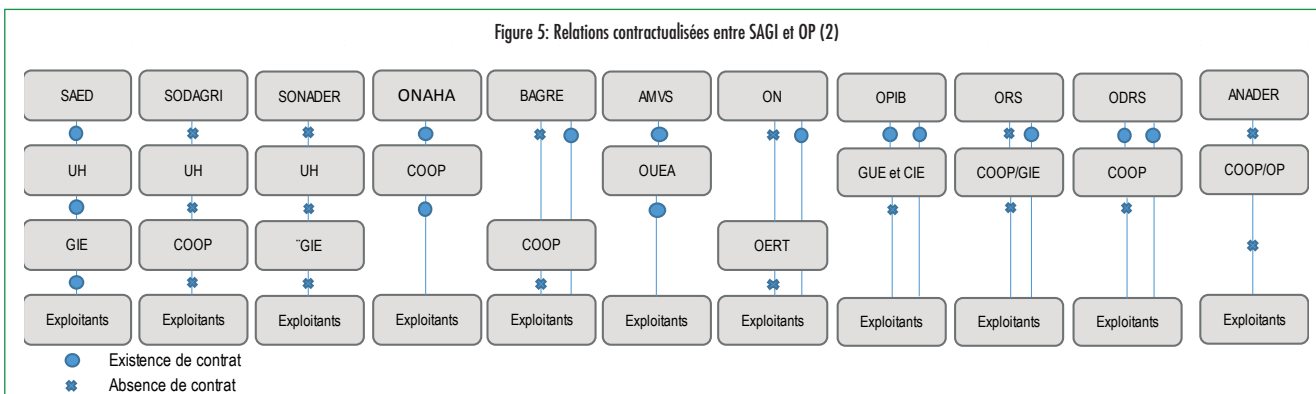 Figure 5: Relations contractualisées entre SAGI et OP (2)
SAED SODAGRI SONADER ONAHA BAGRE AMVS ON OPIB ORS ODRS ANADER
UH UH UH COOP OUEA GUE et CIE COOP/GIE COOP COOP/OP
GIE COOP ¨GIE COOP OERT
Exploitants Exploitants Exploitants Exploitants Exploitants Exploitants Exploitants Exploitants Exploitants Exploitants Exploitants
Existence de contrat
Absence de contrat